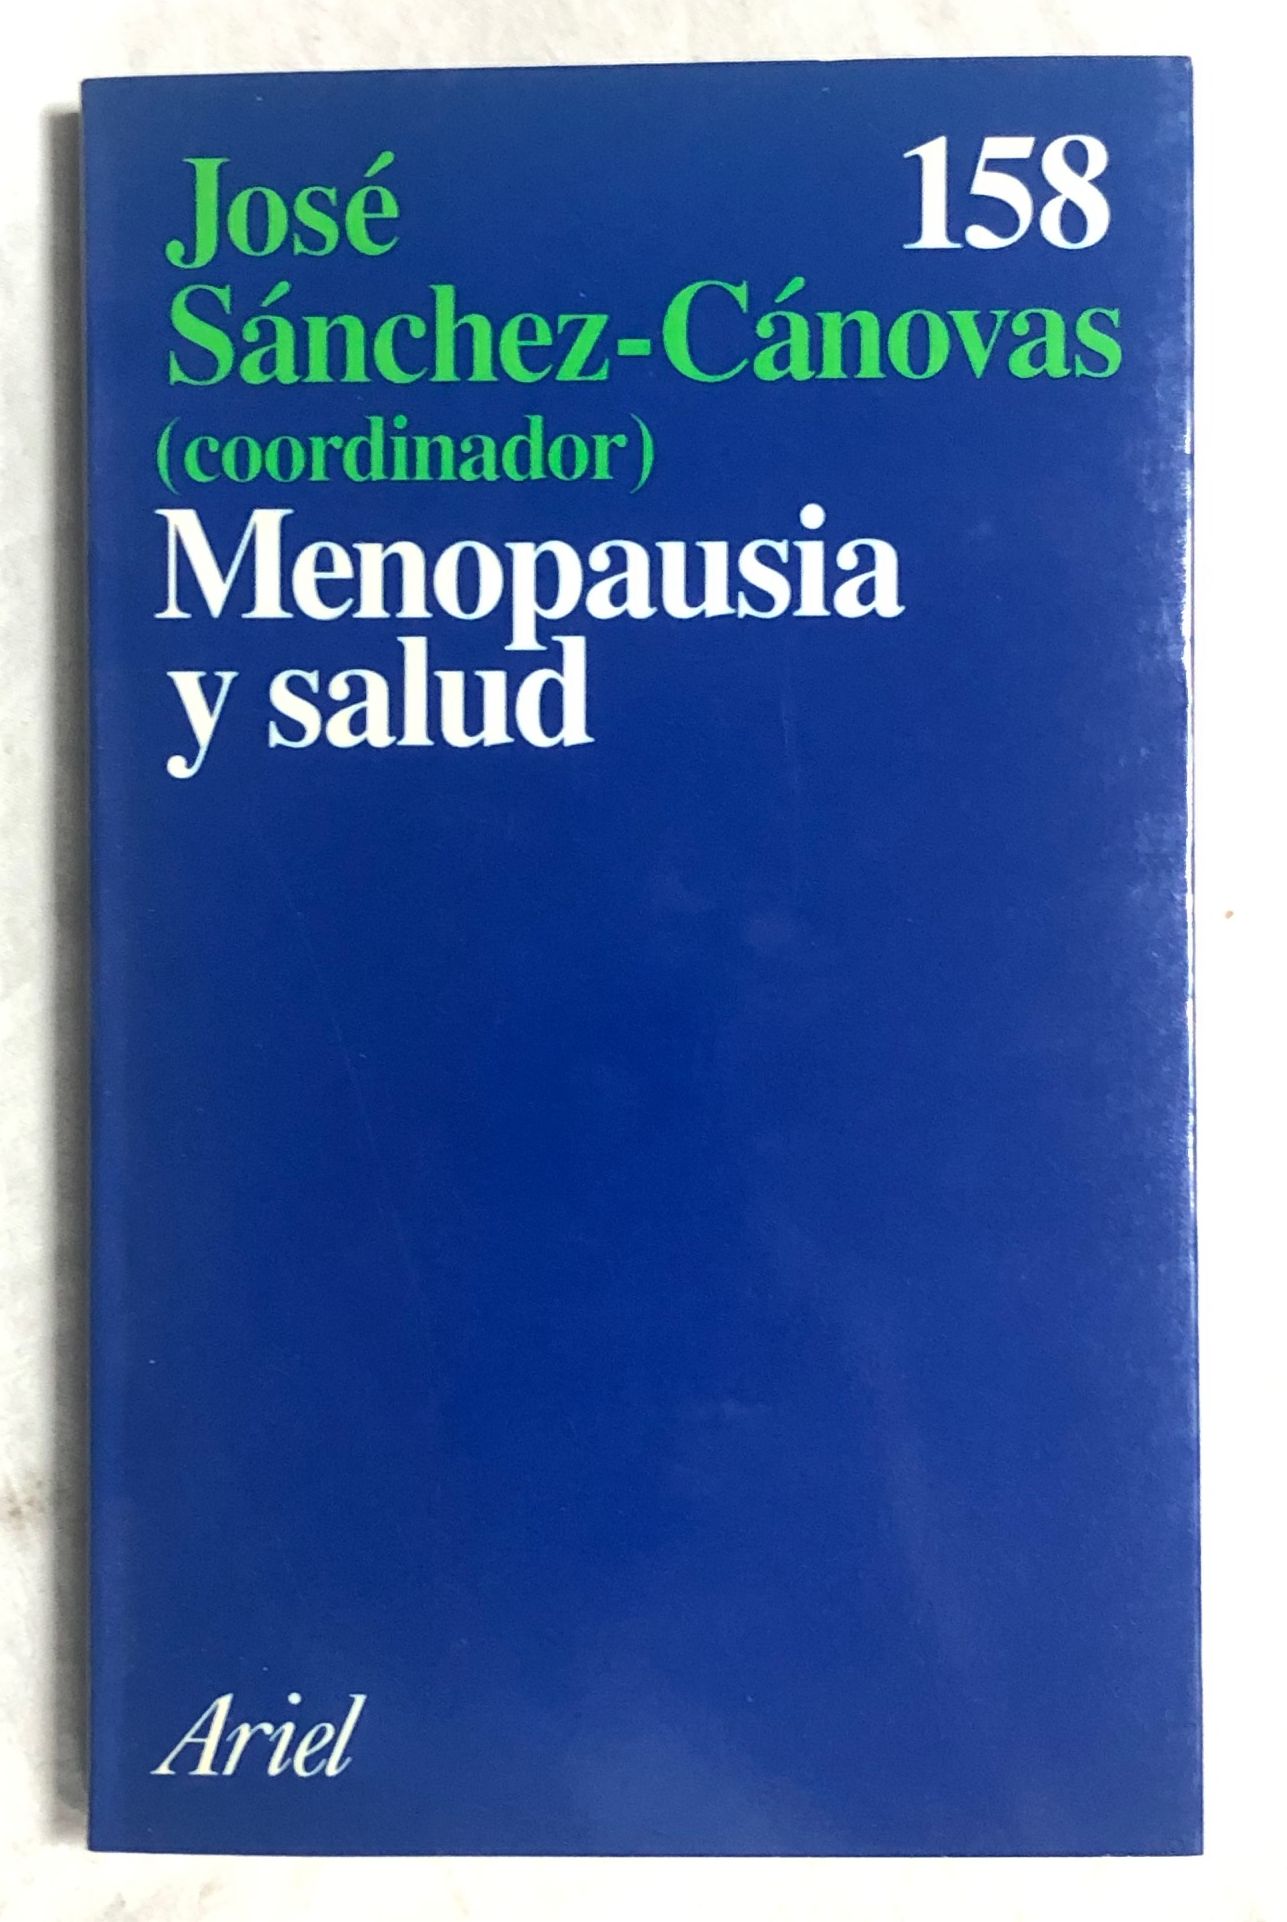 José
158
Sánchez-Cánovas
(coordinador)
Menopausia
y salud
Ariel